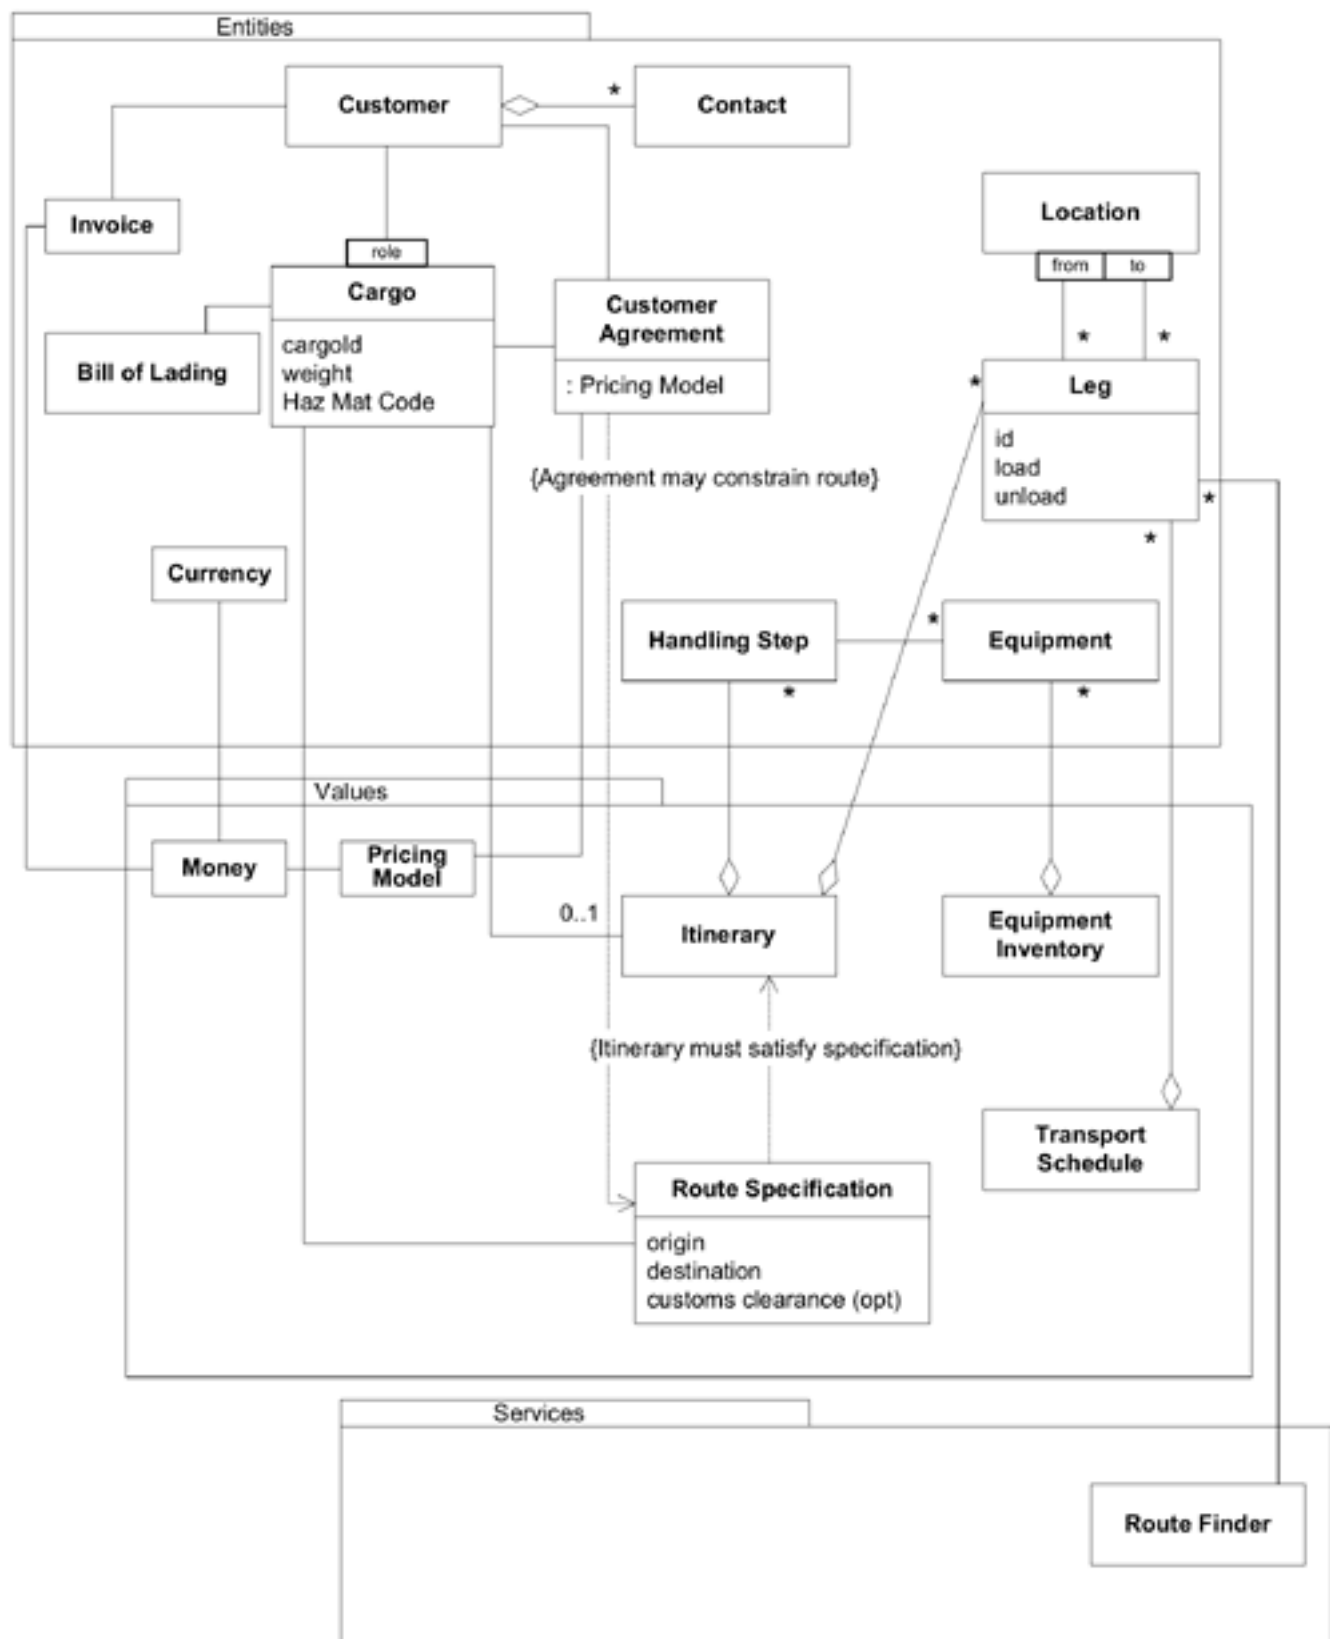 Entities
Customer
*
Contact
Invoice
role
Location
from
to
Cargo
cargoId
weight
Haz Mat Code
Customer
Agreement
: Pricing Model
Bill of Lading
*
*
*
Leg
id
load
unload
*
*
{Agreement may constrain route}
Currency
Handling Step
*
*
Equipment
*
Values
Money
Pricing
Model
0..1
Itinerary
Equipment
Inventory
{Itinerary must satisfy specification}
Transport
Schedule
Route Specification
origin
destination
customs clearance (opt)
Services
Route Finder